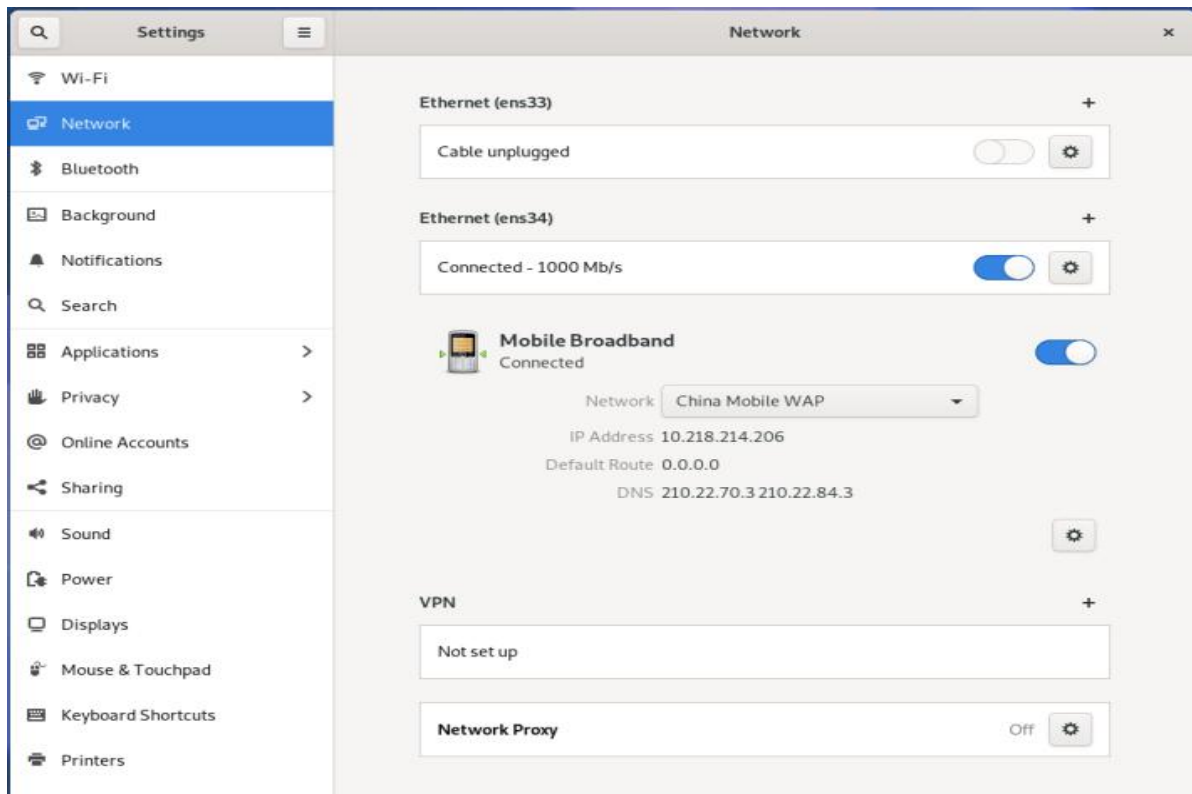 Settings
Network
Wi-Fi
Network
Bluetooth
Background
Notifications
Search
Applications
Privacy
Online Accounts
Sharing
Sound
Power
Displays
Mouse & Touchpad
Keyboard Shortcuts
Printers
Ethernet (ens33)
Cable unplugged
Ethernet (ens34)
Connected - 1000 Mb/s
Mobile Broadband
Connected
Network China Mobile WAP
IP Address 10.218.214.206
Default Route 0.0.0.0
DNS 210.22.70.3 210.22.84.3
VPN
Not set up
Network Proxy Off